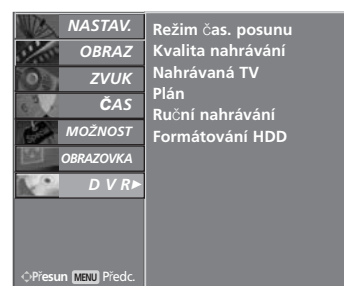 NASTAV.
OBRAZ
ZVUK
ČAS
MOŽNOST
OBRAZOVKA
D V R►
Režim čas. posunu
Kvalita nahrávání
Nahrávaná TV
Plán
Ruční nahrávání
Formátování HDD
Přesun MENU Předc.